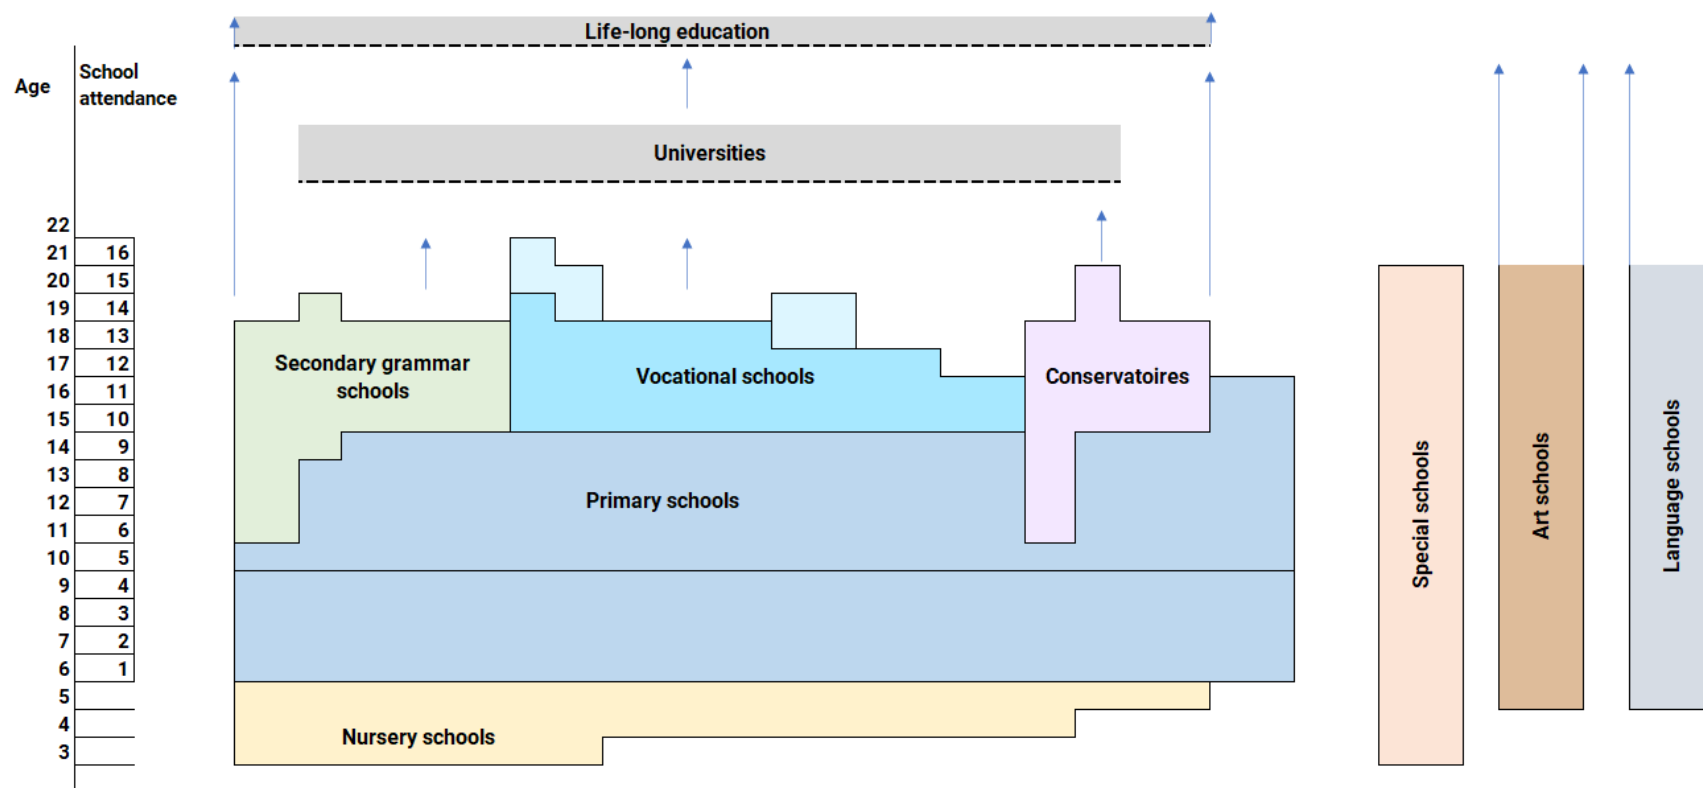 Life-long education
Age
School
attendance
Universities
22
21 16
20 15
19 14
18 13
17 12
16 11
15 10
14 9
13 8
12 7
11 6
10 5
9 4
8 3
7 2
6 1
5
4
3
Secondary grammar
schools
Vocational schools
Conservatoires
Primary schools
Nursery schools
Special schools
Art schools
Language schools